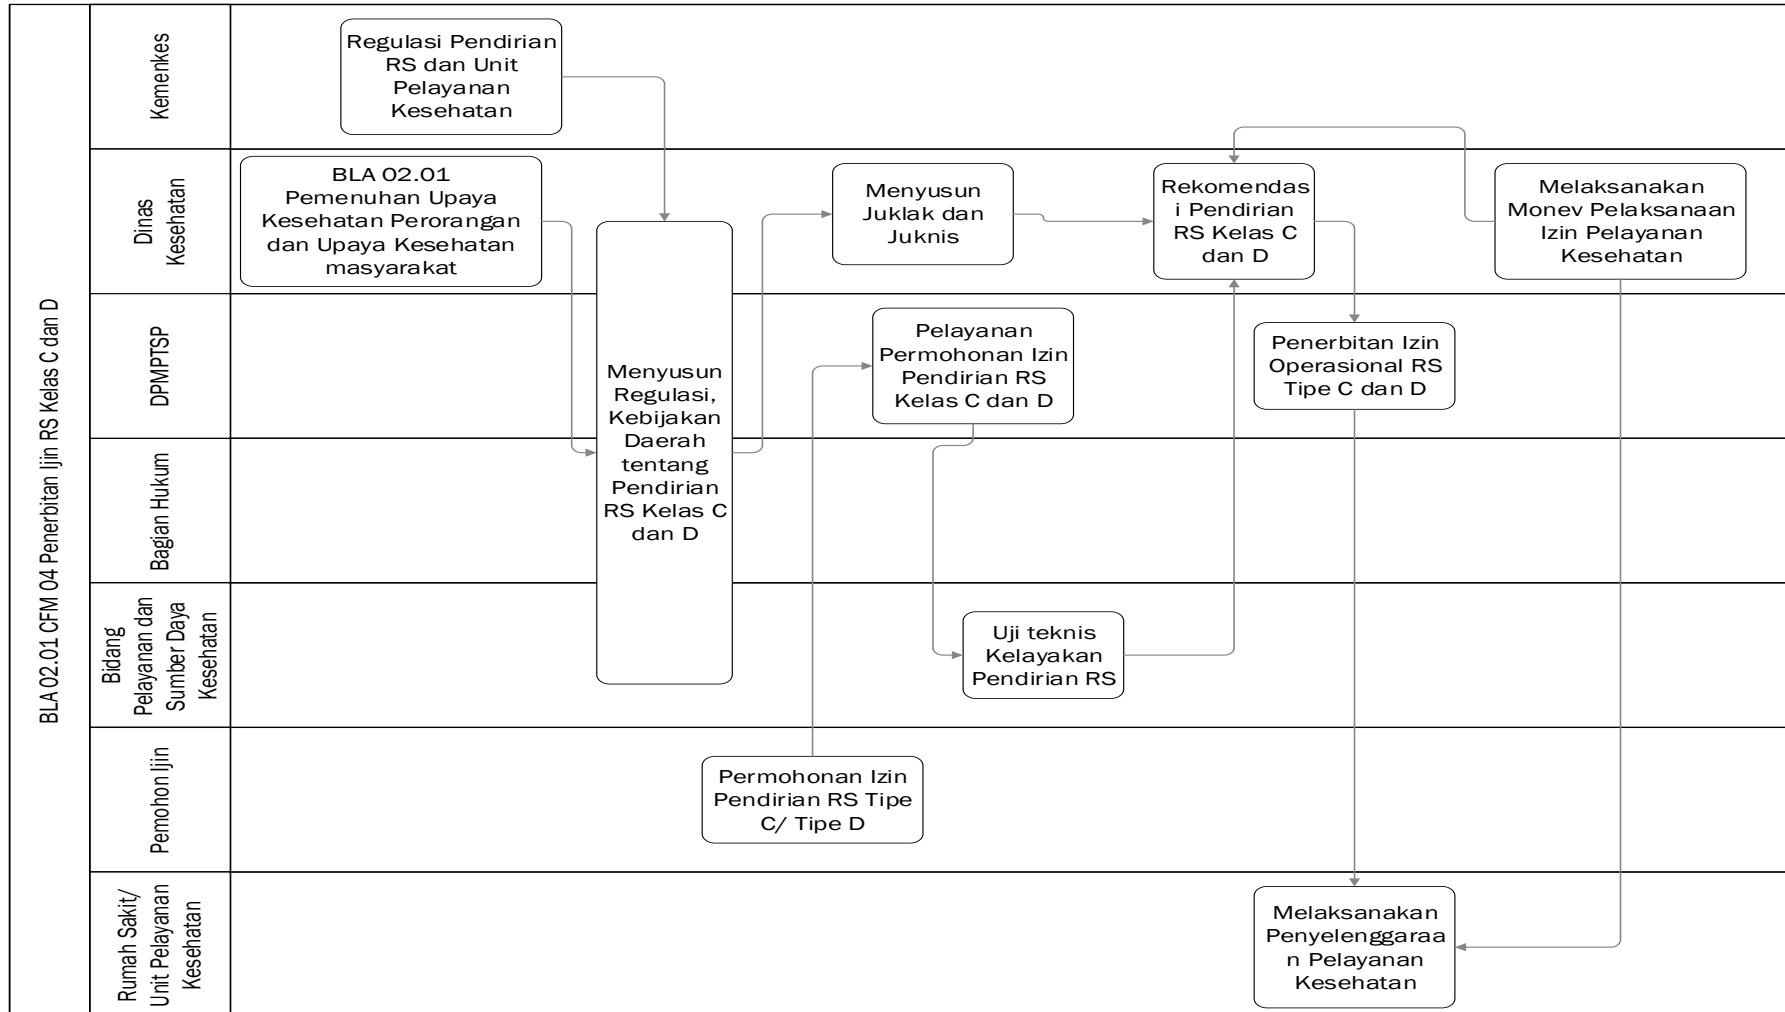 BLA 02.01 CFM 04 Penerbitan Ijin RS Kelas C dan D
Kemenkes
Regulasi Pendirian
RS dan Unit
Pelayanan
Kesehatan
Dinas
Kesehatan
BLA 02.01
Pemenuhan Upaya
Kesehatan Perorangan
dan Upaya Kesehatan
masyarakat
Menyusun
Juklak dan
Juknis
Rekomendas
i Pendirian
RS Kelas C
dan D
Melaksanakan
Monev Pelaksanaan
Izin Pelayanan
Kesehatan
DPMPTSP
Menyusun
Regulasi,
Kebijakan
Daerah
tentang
Pendirian
RS Kelas C
dan D
Pelayanan
Permohonan Izin
Pendirian RS
Kelas C dan D
Penerbitan Izin
Operasional RS
Tipe C dan D
Bagian Hukum
Bidang
Pelayanan dan
Sumber Daya
Kesehatan
Uji teknis
Kelayakan
Pendirian RS
Pemohon Ijin
Permohonan Izin
Pendirian RS Tipe
C/ Tipe D
Rumah Sakit/
Unit Pelayanan
Kesehatan
Melaksanakan
Penyelenggaraa
n Pelayanan
Kesehatan